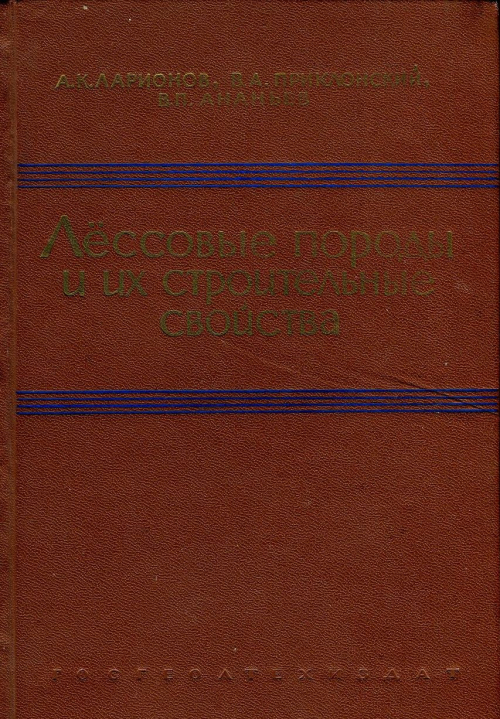 А.К.ЛАРИОНОВ, В.А.ПРИКЛОНСКИЙ,
В.П.АНАНЬЕВ
Лёссовые породы
и их строительные
свойства
ГОСГЕОЛТЕХИЗДАТ